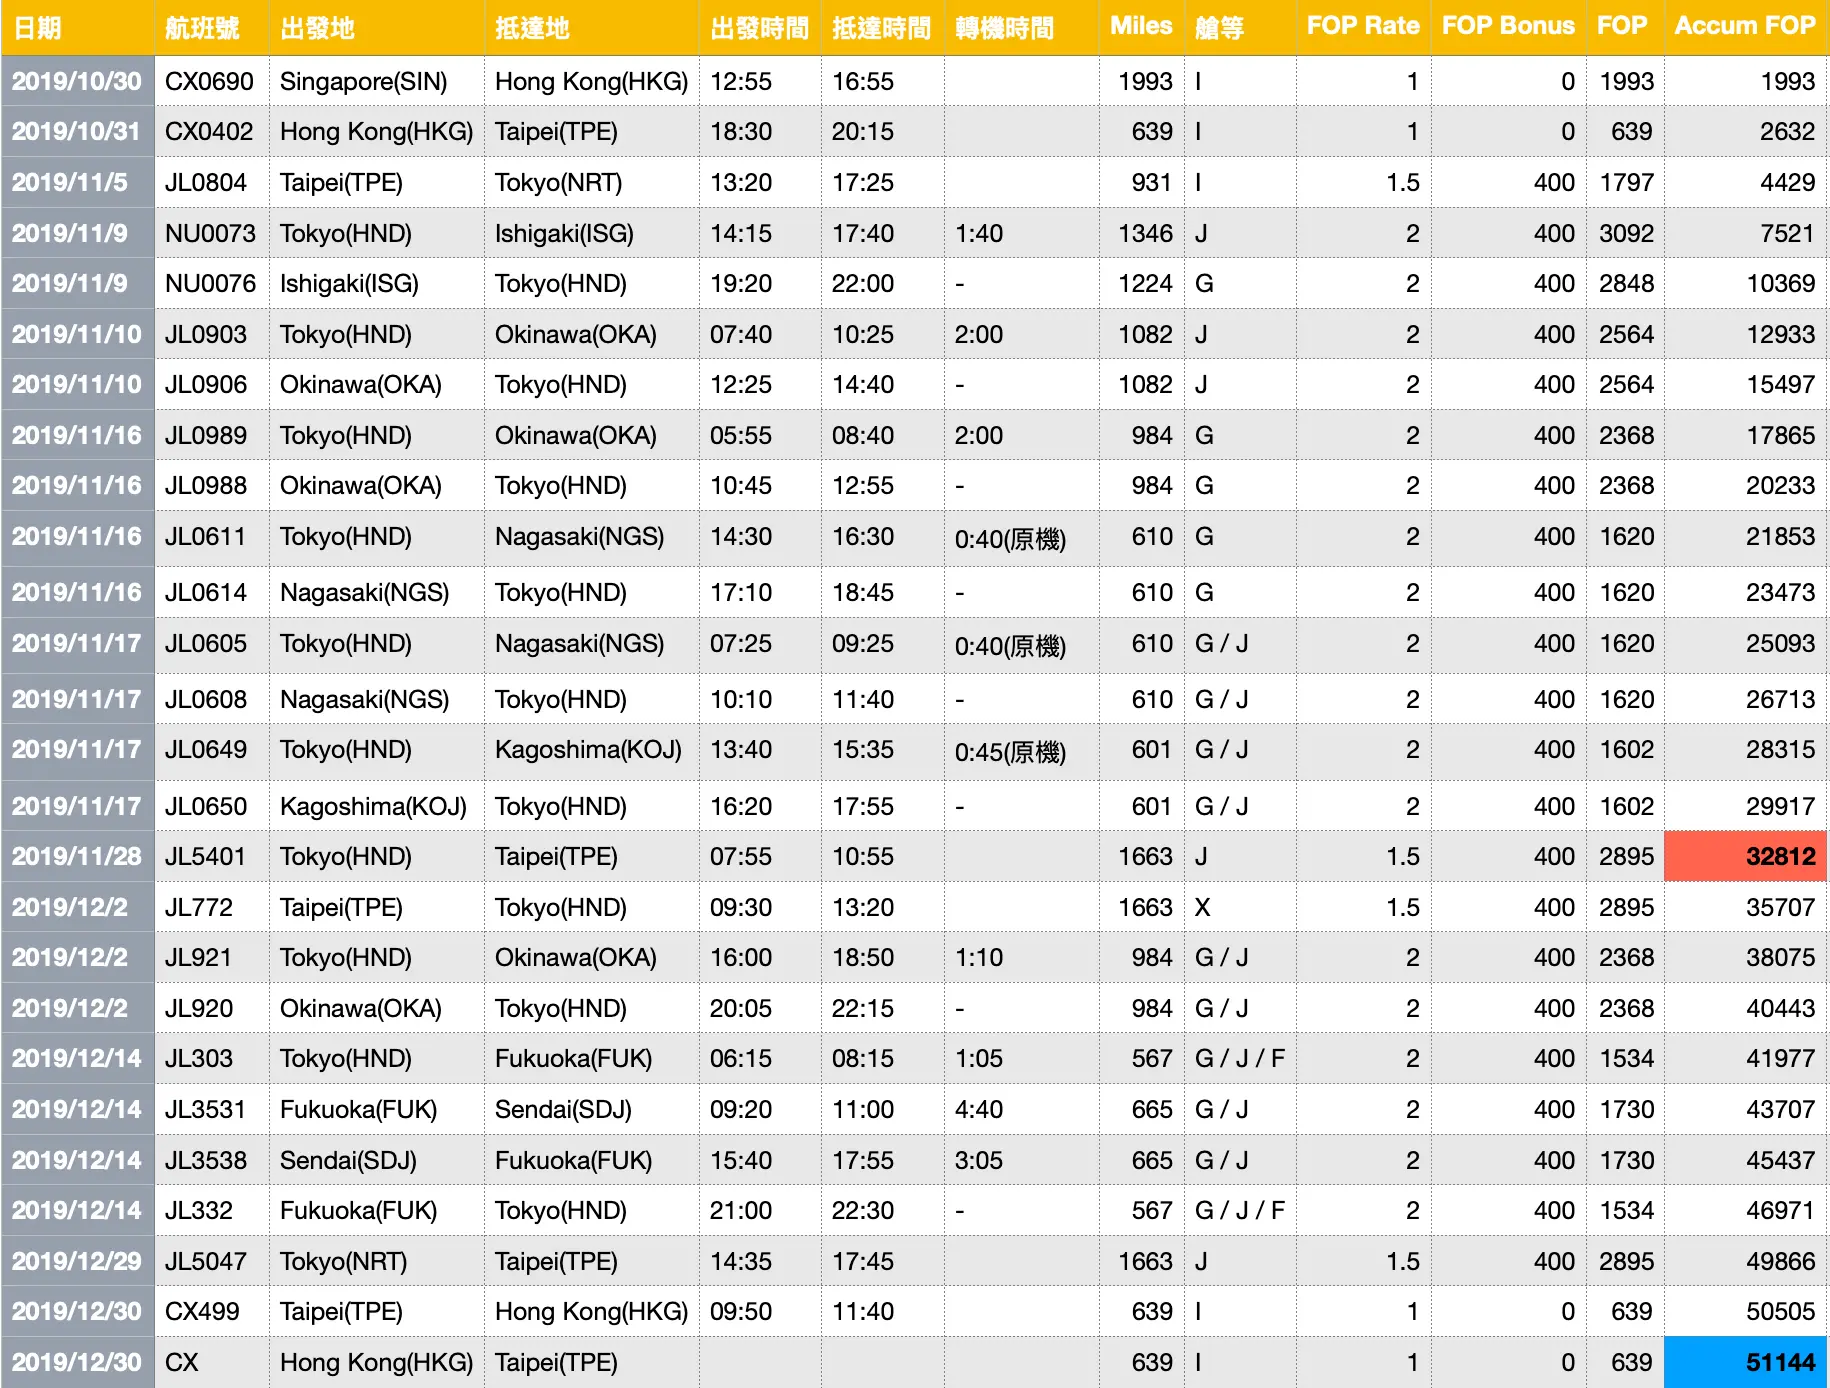 日期 航班號 出發地 抵達地 出發時間 抵達時間 轉機時間 Miles 艙等 FOP Rate FOP Bonus FOP Accum FOP
2019/10/30 CX0690 Singapore(SIN) Hong Kong(HKG) 12:55 16:55 1993 I 1 0 1993 1993
2019/10/31 CX0402 Hong Kong(HKG) Taipei(TPE) 18:30 20:15 639 I 1 0 639 2632
2019/11/5 JL0804 Taipei(TPE) Tokyo(NRT) 13:20 17:25 931 I 1.5 400 1797 4429
2019/11/9 NU0073 Tokyo(HND) Ishigaki(ISG) 14:15 17:40 1:40 1346 J 2 400 3092 7521
2019/11/9 NU0076 Ishigaki(ISG) Tokyo(HND) 19:20 22:00 - 1224 G 2 400 2848 10369
2019/11/10 JL0903 Tokyo(HND) Okinawa(OKA) 07:40 10:25 2:00 1082 J 2 400 2564 12933
2019/11/10 JL0906 Okinawa(OKA) Tokyo(HND) 12:25 14:40 - 1082 J 2 400 2564 15497
2019/11/16 JL0989 Tokyo(HND) Okinawa(OKA) 05:55 08:40 2:00 984 G 2 400 2368 17865
2019/11/16 JL0988 Okinawa(OKA) Tokyo(HND) 10:45 12:55 - 984 G 2 400 2368 20233
2019/11/16 JL0611 Tokyo(HND) Nagasaki(NGS) 14:30 16:30 0:40(原機) 610 G 2 400 1620 21853
2019/11/16 JL0614 Nagasaki(NGS) Tokyo(HND) 17:10 18:45 - 610 G 2 400 1620 23473
2019/11/17 JL0605 Tokyo(HND) Nagasaki(NGS) 07:25 09:25 0:40(原機) 610 G / J 2 400 1620 25093
2019/11/17 JL0608 Nagasaki(NGS) Tokyo(HND) 10:10 11:40 - 610 G / J 2 400 1620 26713
2019/11/17 JL0649 Tokyo(HND) Kagoshima(KOJ) 13:40 15:35 0:45(原機) 601 G / J 2 400 1602 28315
2019/11/17 JL0650 Kagoshima(KOJ) Tokyo(HND) 16:20 17:55 - 601 G / J 2 400 1602 29917
2019/11/28 JL5401 Tokyo(HND) Taipei(TPE) 07:55 10:55 1663 J 1.5 400 2895 32812
2019/12/2 JL772 Taipei(TPE) Tokyo(HND) 09:30 13:20 1663 X 1.5 400 2895 35707
2019/12/2 JL921 Tokyo(HND) Okinawa(OKA) 16:00 18:50 1:10 984 G / J 2 400 2368 38075
2019/12/2 JL920 Okinawa(OKA) Tokyo(HND) 20:05 22:15 - 984 G / J 2 400 2368 40443
2019/12/14 JL303 Tokyo(HND) Fukuoka(FUK) 06:15 08:15 1:05 567 G / J / F 2 400 1534 41977
2019/12/14 JL3531 Fukuoka(FUK) Sendai(SDJ) 09:20 11:00 4:40 665 G / J 2 400 1730 43707
2019/12/14 JL3538 Sendai(SDJ) Fukuoka(FUK) 15:40 17:55 3:05 665 G / J 2 400 1730 45437
2019/12/14 JL332 Fukuoka(FUK) Tokyo(HND) 21:00 22:30 - 567 G / J / F 2 400 1534 46971
2019/12/29 JL5047 Tokyo(NRT) Taipei(TPE) 14:35 17:45 1663 J 1.5 400 2895 49866
2019/12/30 CX499 Taipei(TPE) Hong Kong(HKG) 09:50 11:40 639 I 1 0 639 50505
2019/12/30 CX Hong Kong(HKG) Taipei(TPE) 639 I 1 0 639 51144